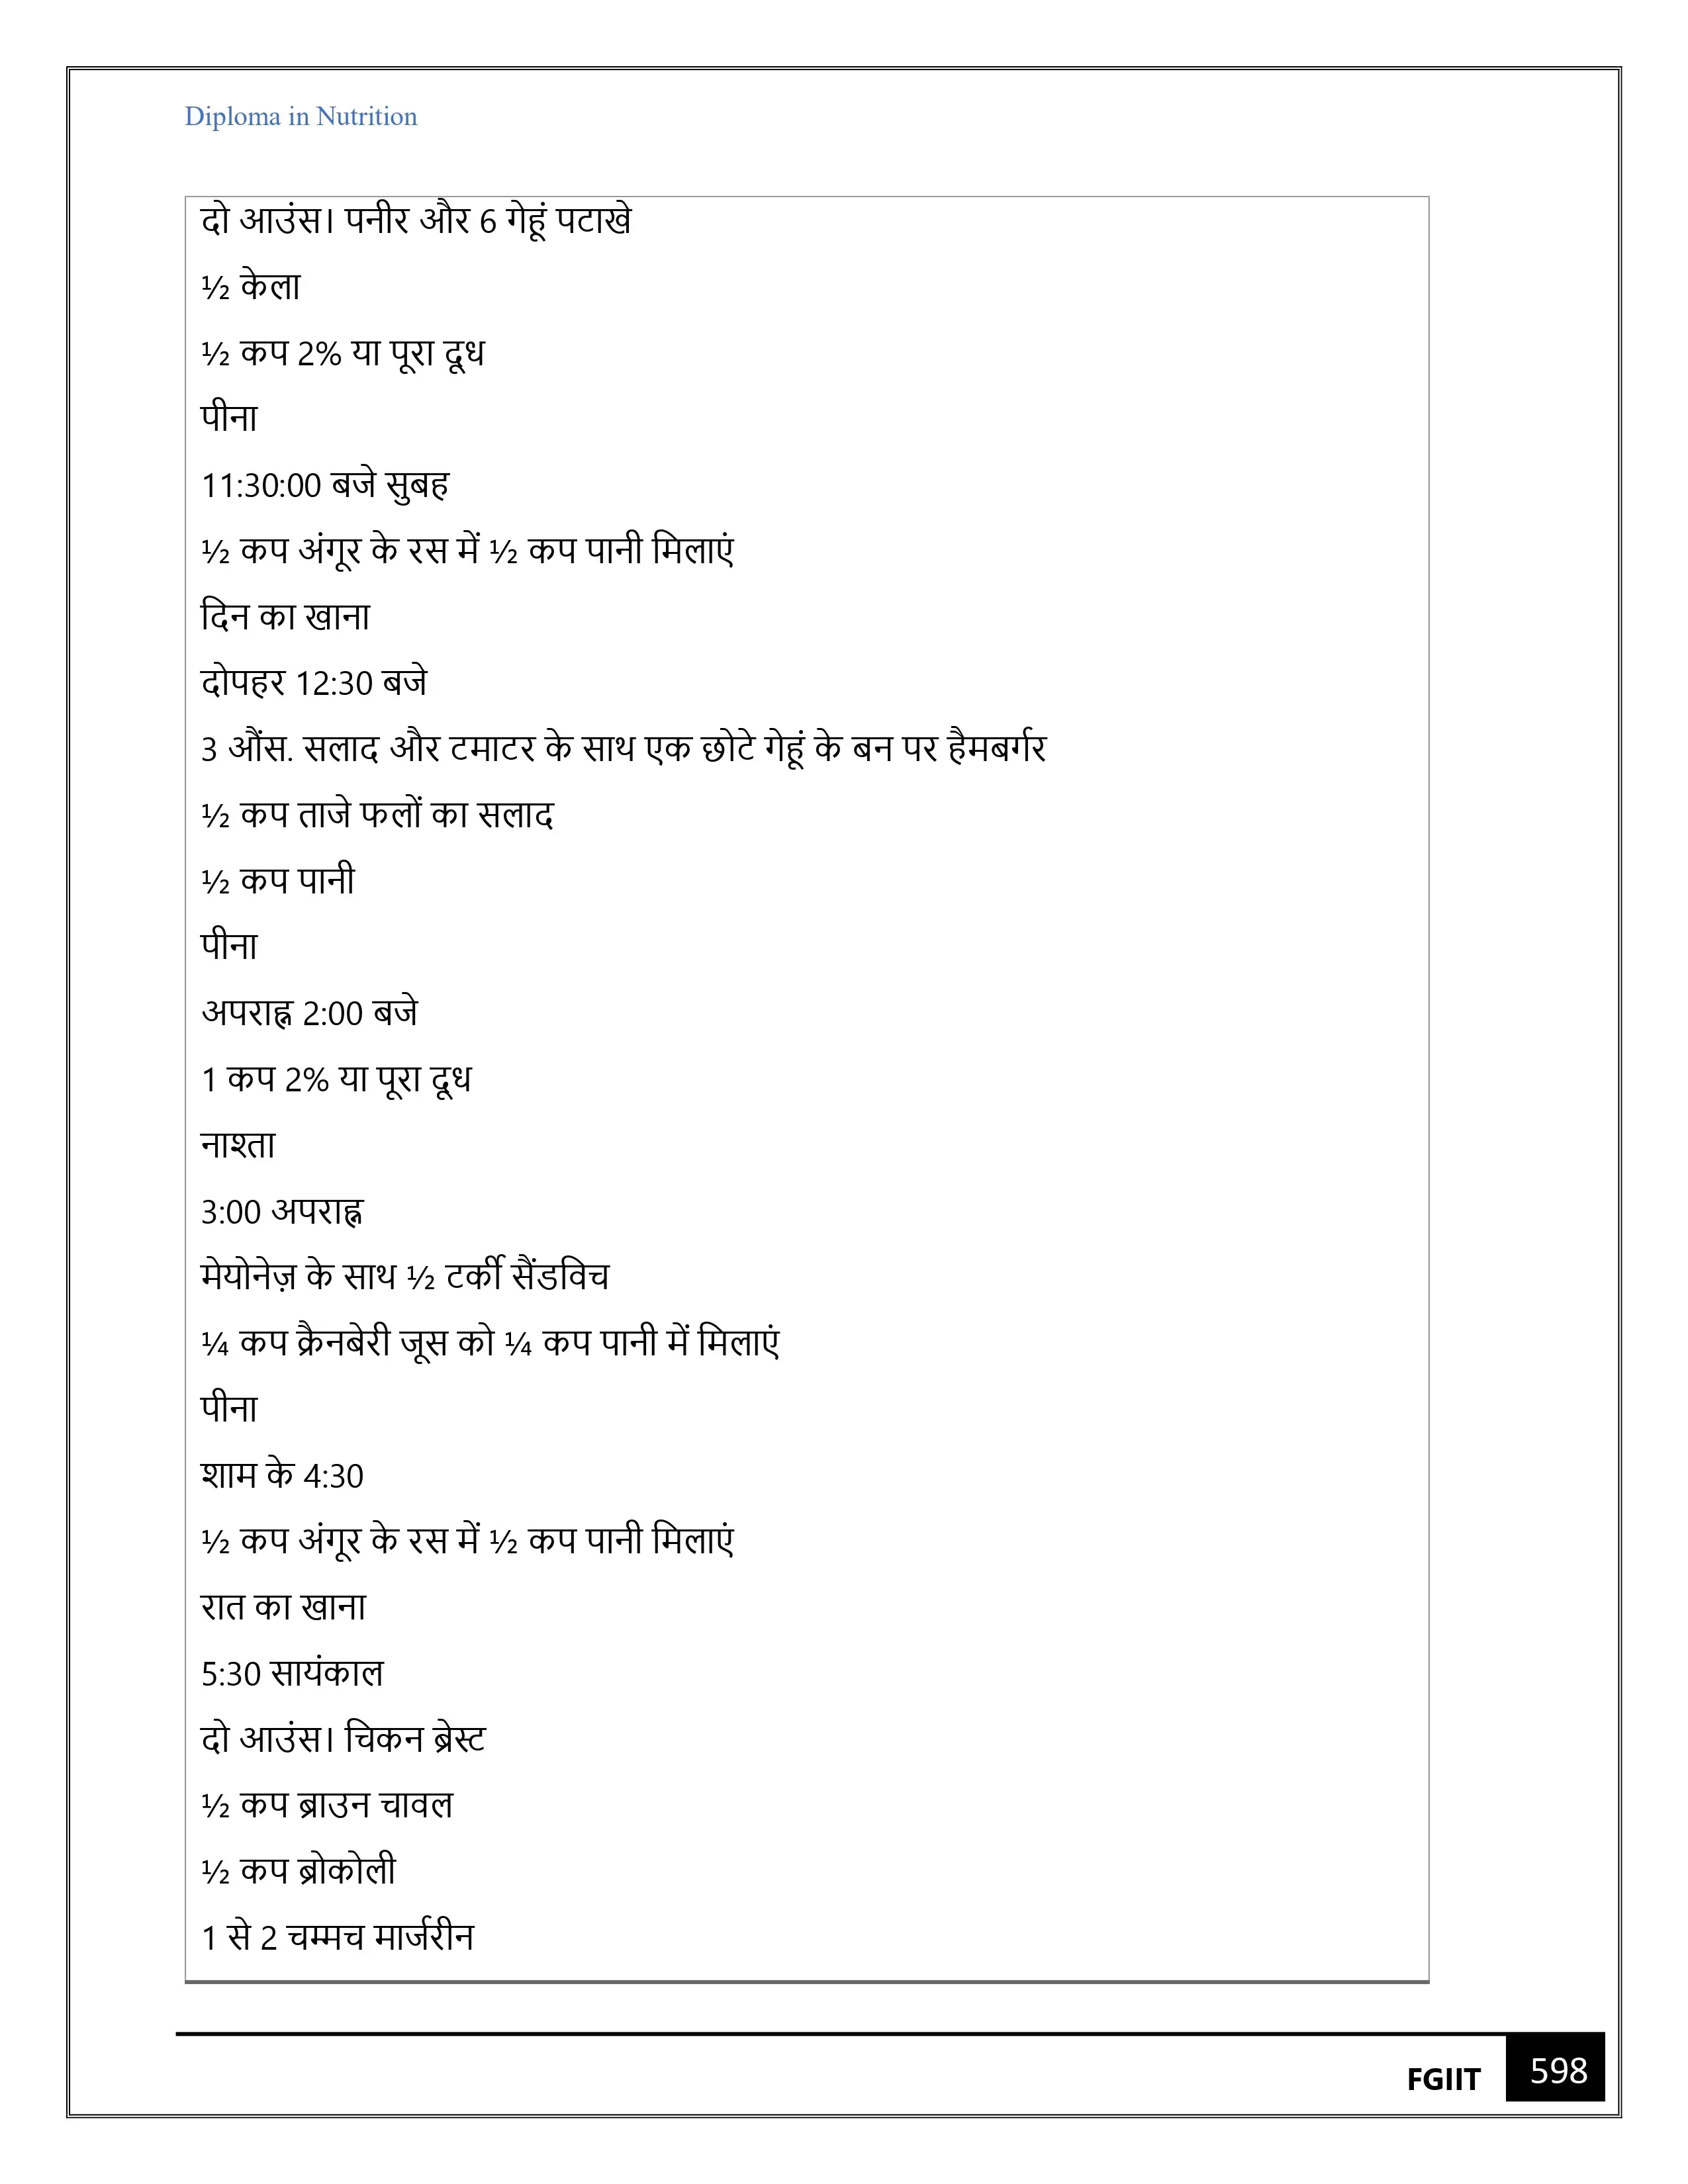 Diploma in Nutrition
दो आउंस। पनीर और 6 गेहूं पटाखे
½ केला
½ कप 2% या पूरा दूध
पीना
11:30:00 बजे सुबह
½ कप अंगूर के रस में ½ कप पानी मिलाएं
दिन का खाना
दोपहर 12:30 बजे
3 औंस. सलाद और टमाटर के साथ एक छोटे गेहूं के बन पर हैमबर्गर
½ कप ताजे फलों का सलाद
½ कप पानी
पीना
अपराह्न 2:00 बजे
1 कप 2% या पूरा दूध
नाश्ता
3:00 अपराह्न
मेयोनेज़ के साथ ½ टर्की सैंडविच
¼ कप क्रैनबेरी जूस को ¼ कप पानी में मिलाएं
पीना
शाम के 4:30
½ कप अंगूर के रस में ½ कप पानी मिलाएं
रात का खाना
5:30 सायंकाल
दो आउंस। चिकन ब्रेस्ट
½ कप ब्राउन चावल
½ कप ब्रोकोली
1 से 2 चम्मच मार्जरीन
FGIIT 598